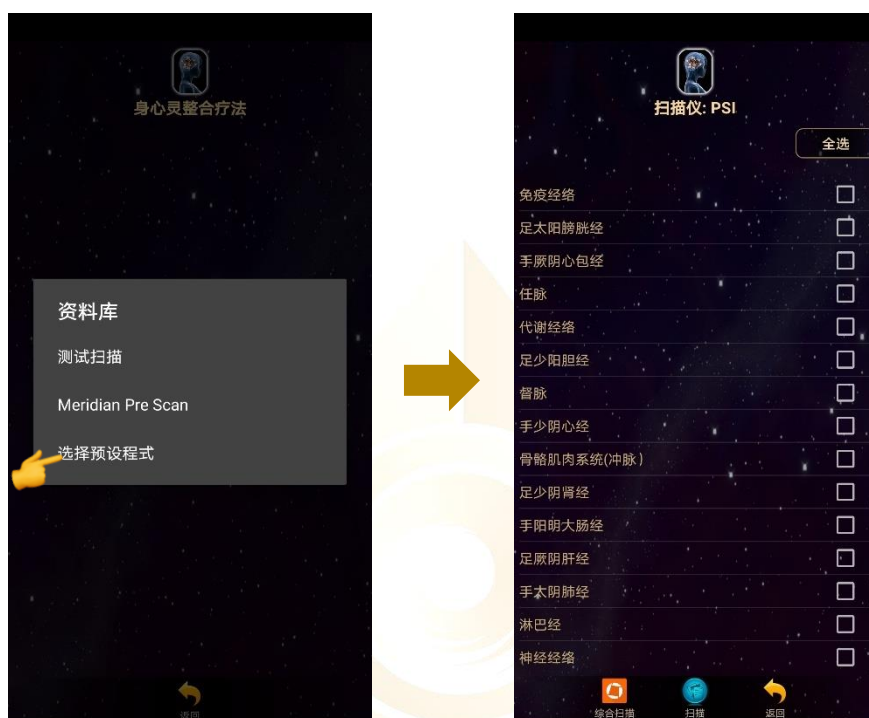 身心灵整合疗法
资料库
测试扫描
Meridian Pre Scan
选择预设程式
返回
扫描仪: PSI
全选
免疫经络
足太阳膀胱经
手厥阴心包经
任脉
代谢经络
足少阳胆经
督脉
手少阴心经
骨骼肌肉系统(冲脉)
足少阴肾经
手阳明大肠经
足厥阴肝经
手太阴肺经
淋巴经
神经经络
综合扫描
扫描
返回